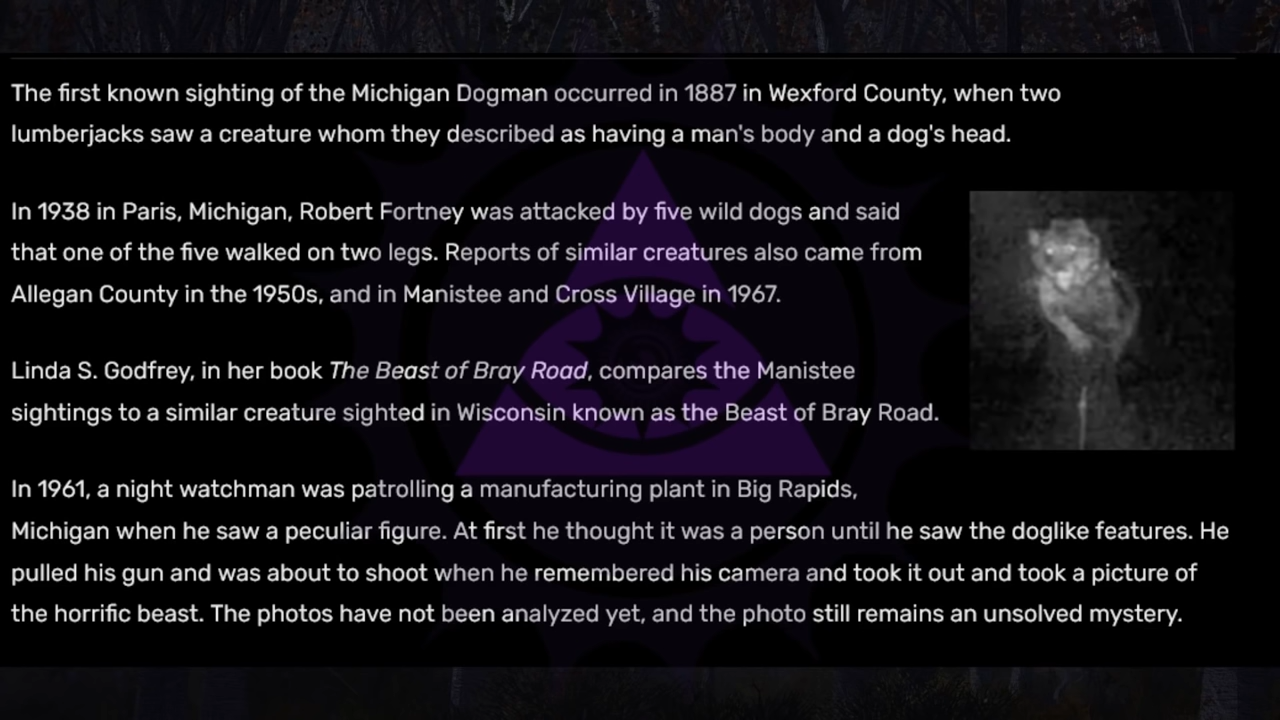 The first known sighting of the Michigan Dogman occurred in 1887 in Wexford County, when two
lumberjacks saw a creature whom they described as having a man's body and a dog's head.
In 1938 in Paris, Michigan, Robert Fortney was attacked by five wild dogs and said
that one of the five walked on two legs. Reports of similar creatures also came from
Allegan County in the 1950s, and in Manistee and Cross Village in 1967.
Linda S. Godfrey, in her book The Beast of Bray Road, compares the Manistee
sightings to a similar creature sighted in Wisconsin known as the Beast of Bray Road.
In 1961, a night watchman was patrolling a manufacturing plant in Big Rapids,
Michigan when he saw a peculiar figure. At first he thought it was a person until he saw the doglike features. He
pulled his gun and was about to shoot when he remembered his camera and took it out and took a picture of
the horrific beast. The photos have not been analyzed yet, and the photo still remains an unsolved mystery.